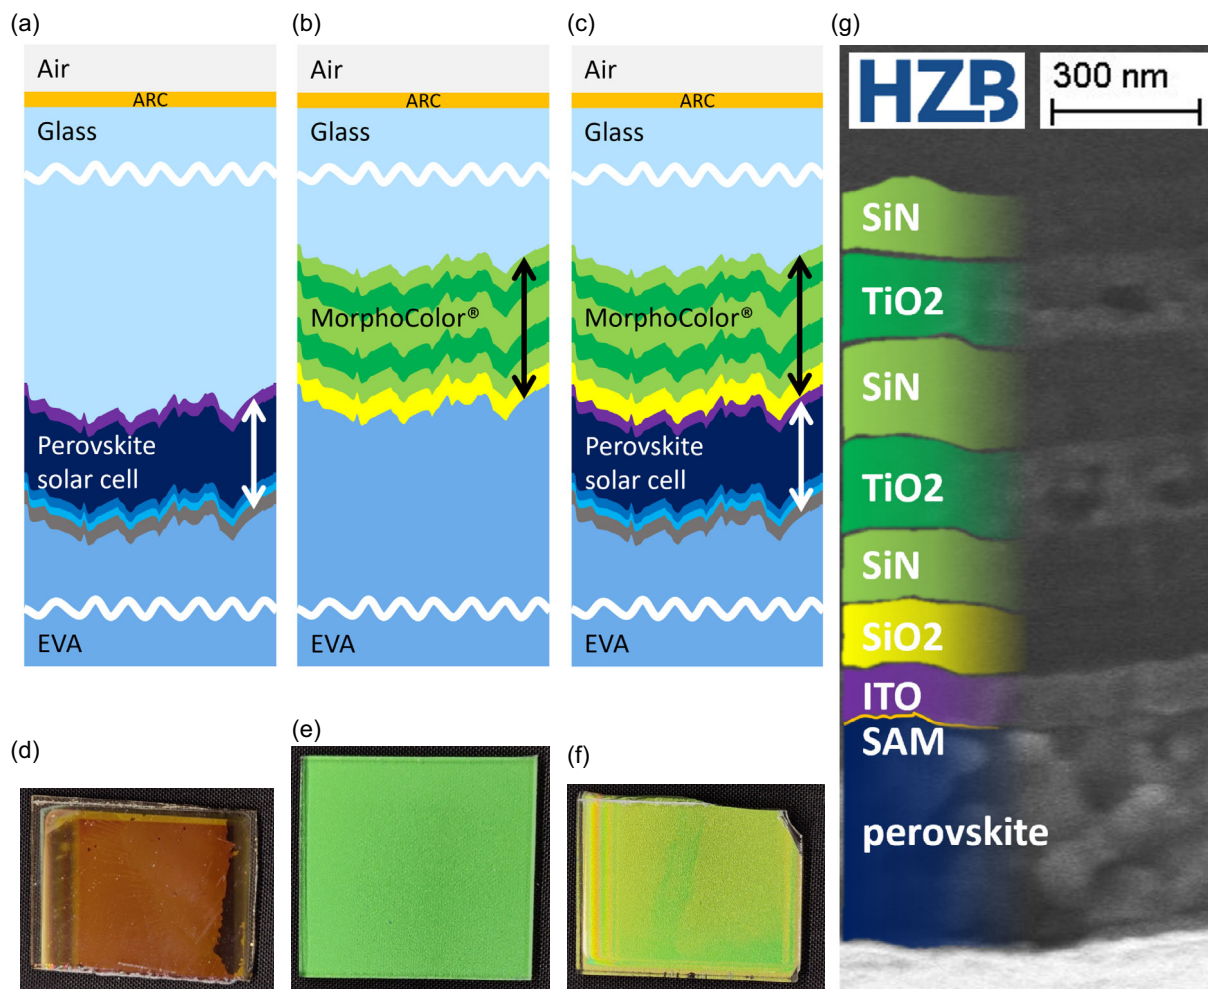 (a)
Air
ARC
Glass
Perovskite
solar cell
EVA
(b)
Air
ARC
Glass
MorphoColor®
EVA
(c)
Air
ARC
Glass
MorphoColor®
Perovskite
solar cell
EVA
(d)
(e)
(f)
(g)
HZB
300 nm
SiN
TiO2
SiN
TiO2
SiN
SiO2
ITO
SAM
perovskite